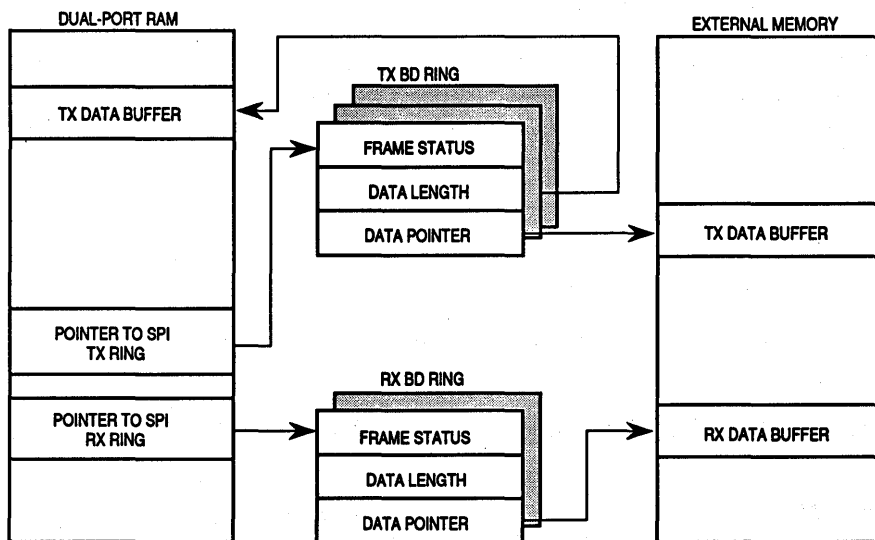 DUAL-PORT RAM
TX DATA BUFFER
POINTER TO SPI
TX RING
POINTER TO SPI
RX RING
TX BD RING
FRAME STATUS
DATA LENGTH
DATA POINTER
RX BD RING
FRAME STATUS
DATA LENGTH
DATA POINTER
EXTERNAL MEMORY
TX DATA BUFFER
RX DATA BUFFER